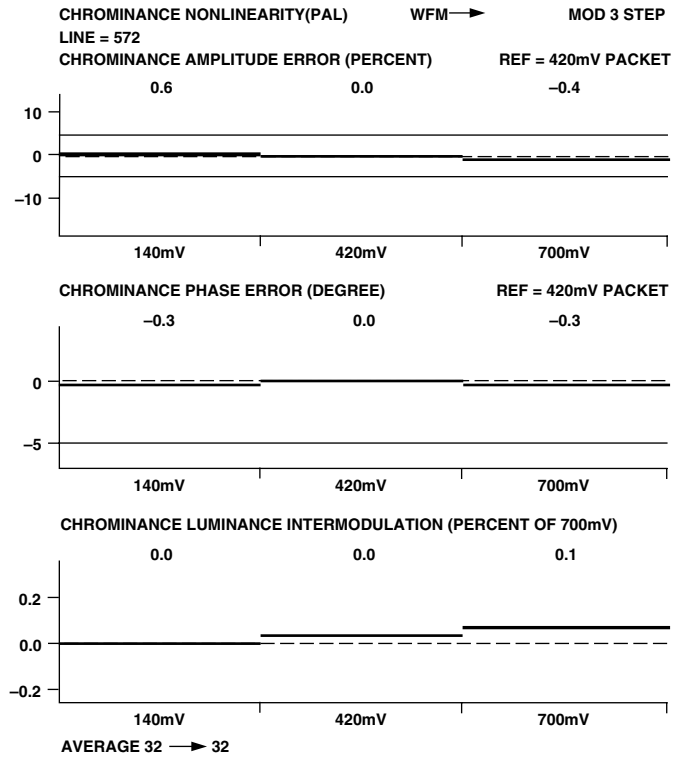 CHROMINANCE NONLINEARITY(PAL) WFM MOD 3 STEP
LINE = 572
CHROMINANCE AMPLITUDE ERROR (PERCENT) REF = 420mV PACKET
0.6 0.0 –0.4
10
0
–10
140mV 420mV 700mV
CHROMINANCE PHASE ERROR (DEGREE) REF = 420mV PACKET
–0.3 0.0 –0.3
0
–5
140mV 420mV 700mV
CHROMINANCE LUMINANCE INTERMODULATION (PERCENT OF 700mV)
0.0 0.0 0.1
0.2
0.0
–0.2
140mV 420mV 700mV
AVERAGE 32 32